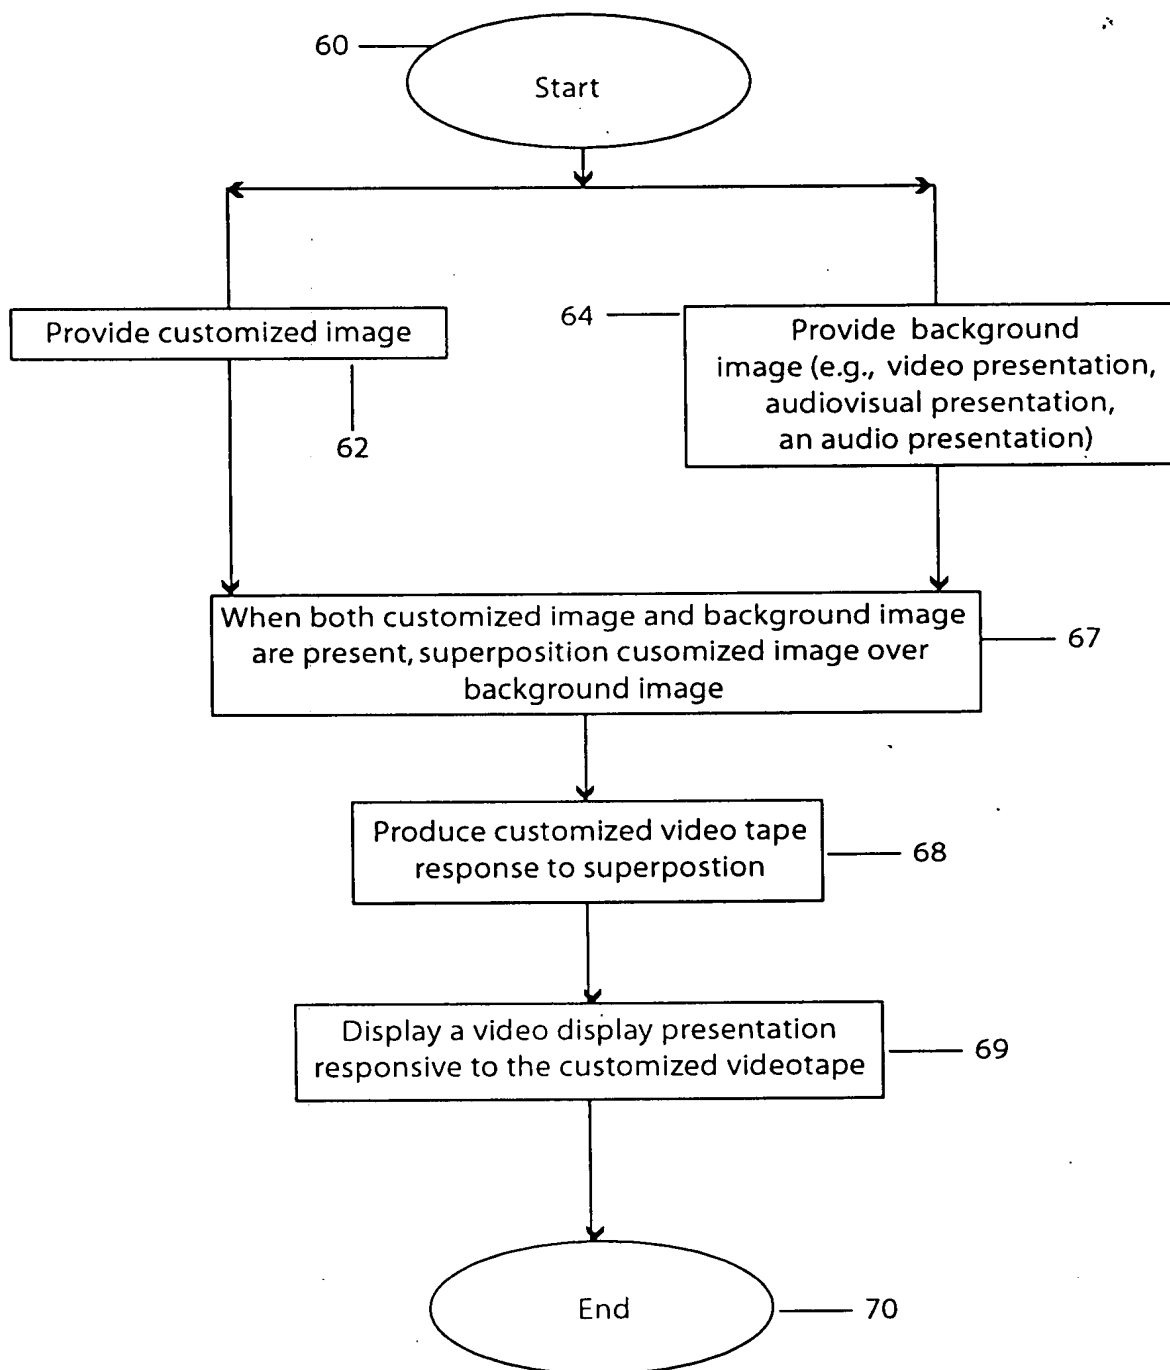 60
Start
Provide customized image
62
64
Provide background
image (e.g., video presentation,
audiovisual presentation,
an audio presentation)
When both customized image and background image
are present, superposition cusomized image over
background image
67
Produce customized video tape
response to superpostion
68
Display a video display presentation
responsive to the customized videotape
69
End
70